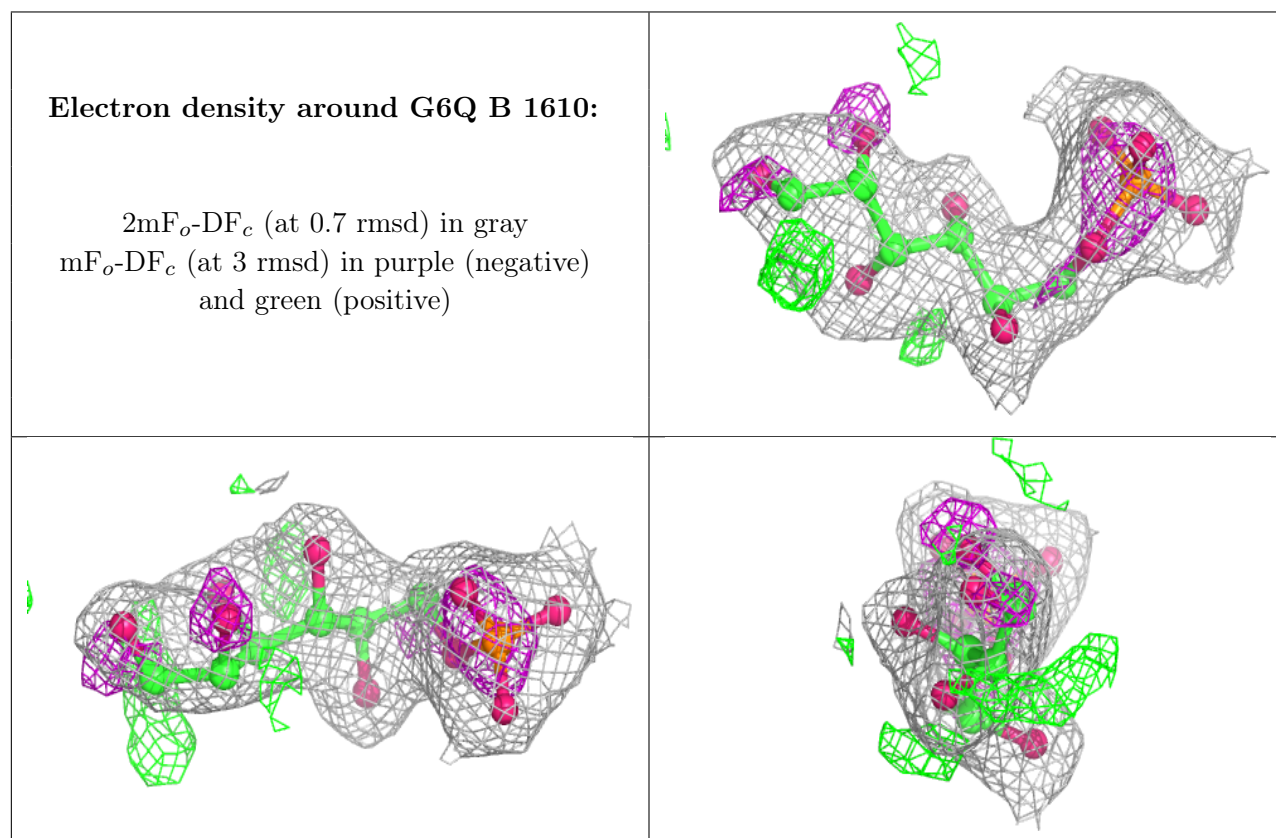 Electron density around G6Q B 1610:
2mFo-DFc (at 0.7 rmsd) in gray
mFo-DFc (at 3 rmsd) in purple (negative)
and green (positive)